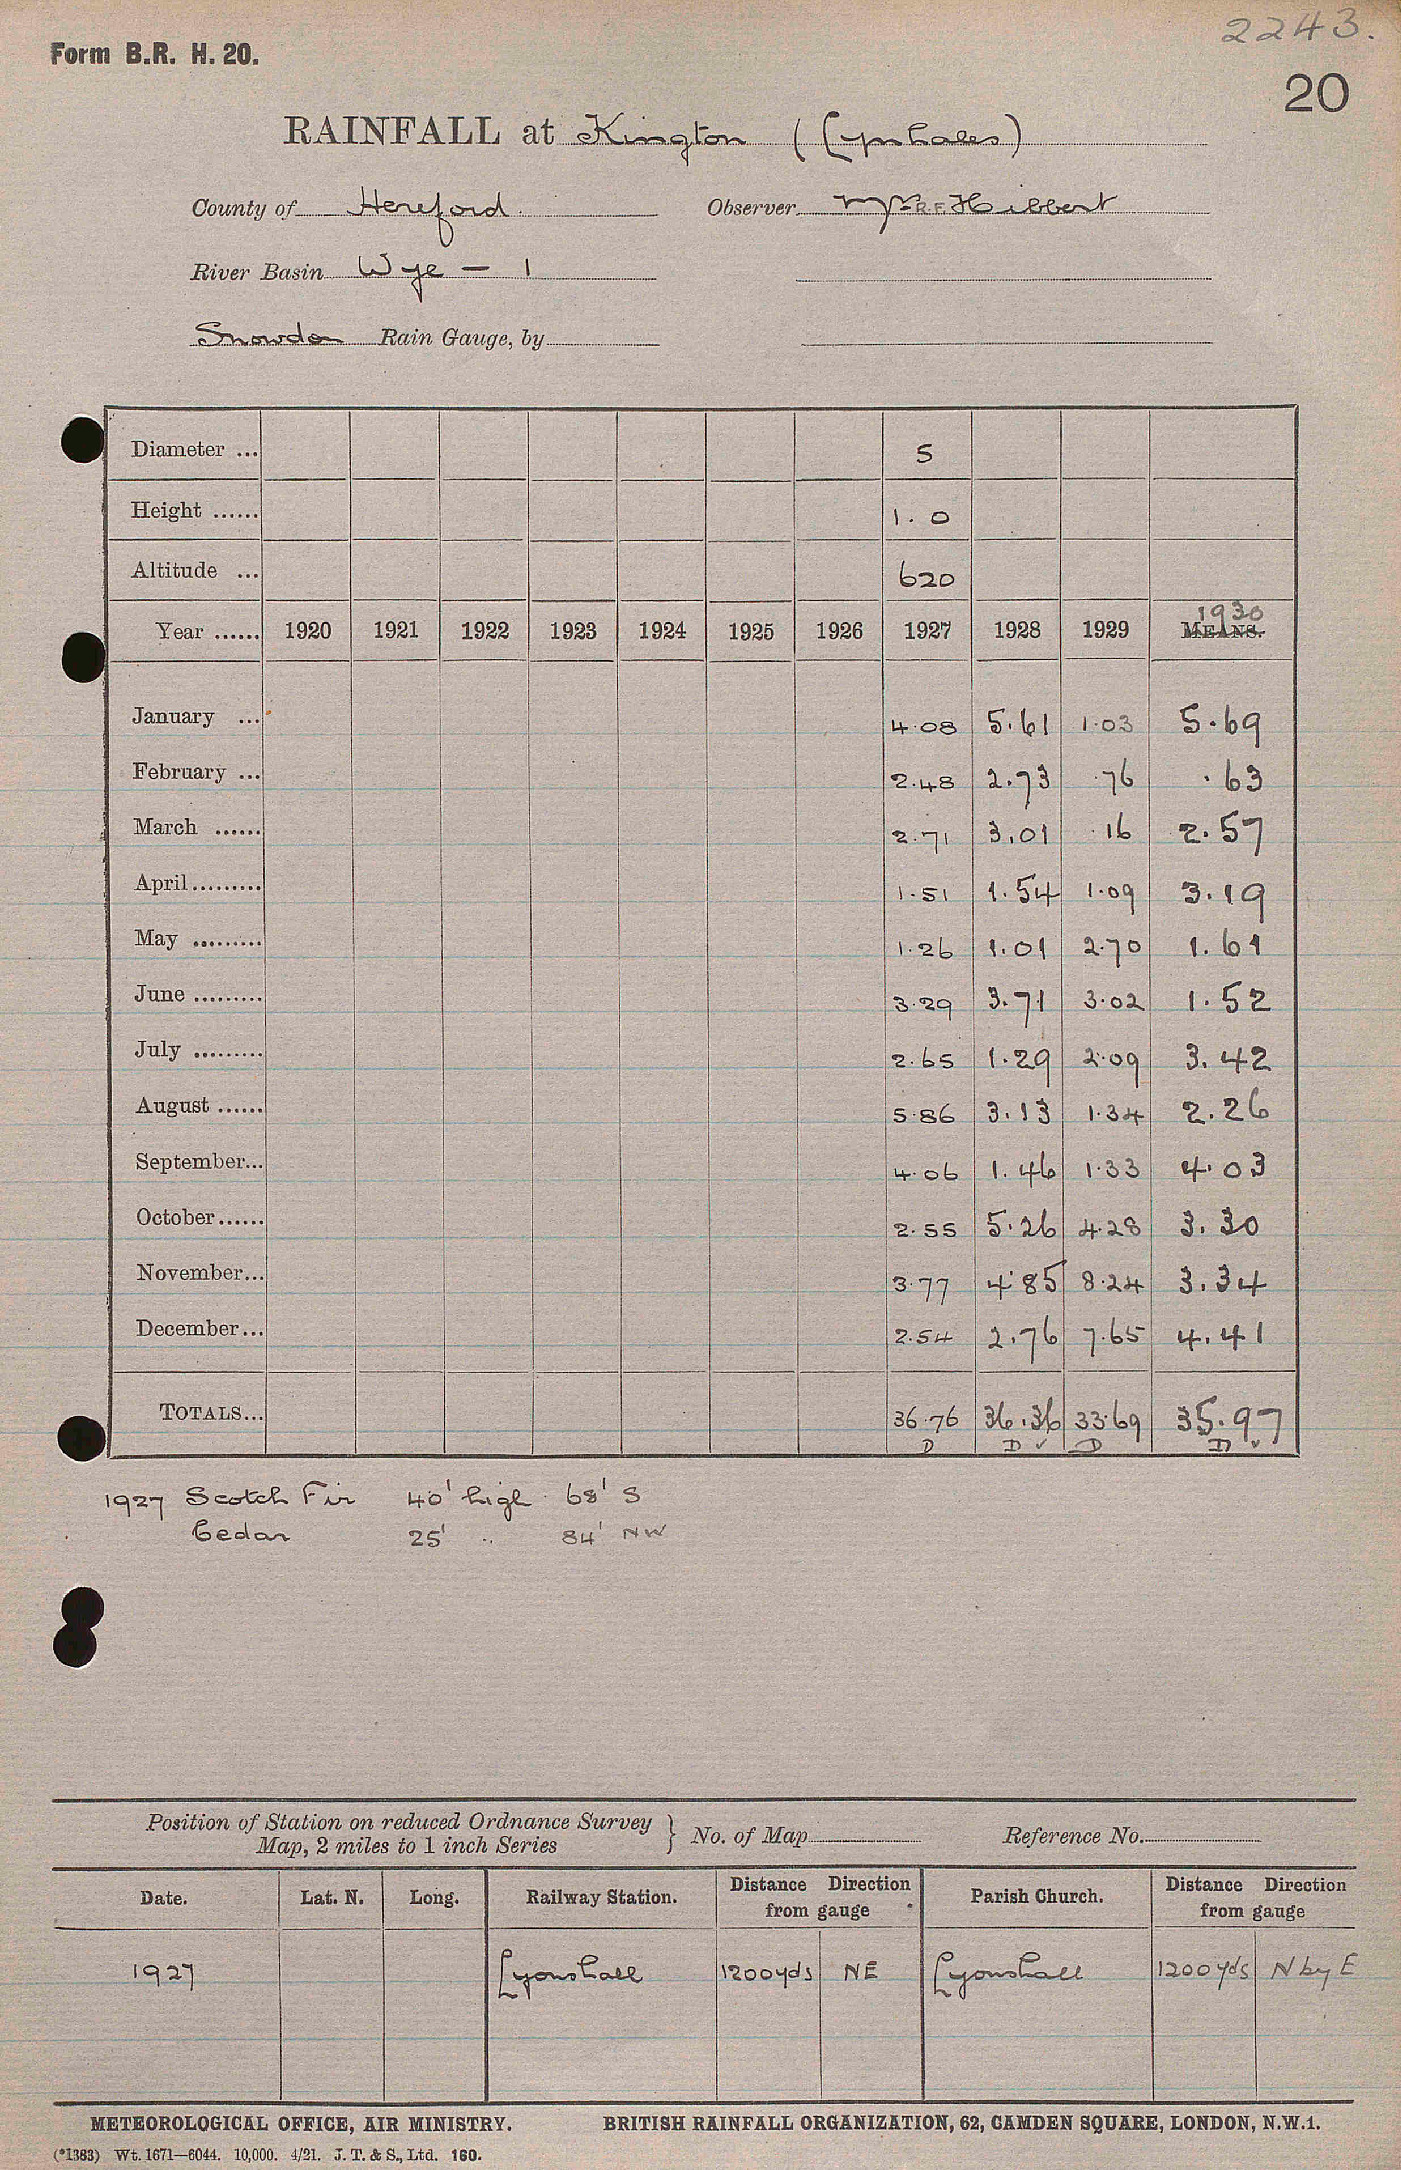 2243.
Form B.R. H. 20.
20
RAINFALL at Kington (Lynhales)
County of Hereford. Observer Mrs R.F. Hibbert
River Basin Wye — 1
Snowdon Rain Gauge, by
Diameter ... 5
Height ...... 1.0
Altitude ... 620
Year ...... 1920 1921 1922 1923 1924 1925 1926 1927 1928 1929 MEANS. 1930
January ... 4.08 5.61 1.03 5.69
February ... 2.48 2.73 .76 .63
March ...... 2.71 3.01 .16 2.57
April ......... 1.51 1.54 1.09 3.19
May ......... 1.26 1.01 2.70 1.61
June ......... 3.29 3.71 3.02 1.52
July ......... 2.65 1.29 2.09 3.42
August ...... 5.86 3.13 1.34 2.26
September... 4.06 1.46 1.33 4.03
October...... 2.55 5.26 4.28 3.30
November... 3.77 4.85 8.24 3.34
December... 2.54 2.76 7.65 4.41
TOTALS... 36.76 36.36 33.69 35.97
D D ✓ D D ✓
1927 Scotch Fir 40' high 68' S
Cedar 25' .. 84' NW
Position of Station on reduced Ordnance Survey
Map, 2 miles to 1 inch Series } No. of Map Reference No.
Date. Lat. N. Long. Railway Station. Distance Direction from gauge Parish Church. Distance Direction from gauge
1927 Lyonshall 1200yds NE Lyonshall 1200yds N by E
METEOROLOGICAL OFFICE, AIR MINISTRY. BRITISH RAINFALL ORGANIZATION, 62, CAMDEN SQUARE, LONDON, N.W.1.
(*1383) Wt. 1671—6044. 10,000. 4/21. J. T. & S., Ltd. 160.